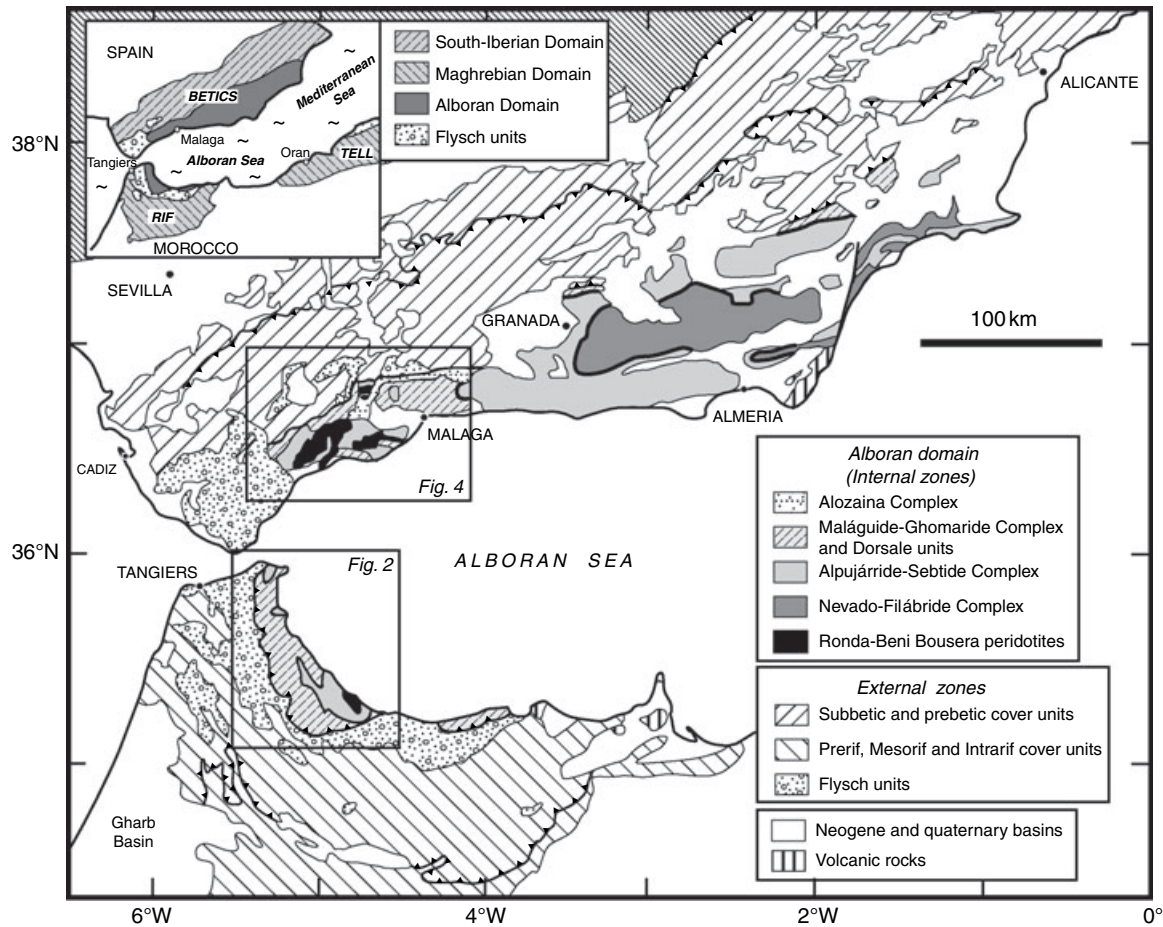 SPAIN
BETICS
Mediterranean
Sea
Malaga
Tangiers
Alboran Sea
Oran
TELL
RIF
MOROCCO
South-Iberian Domain
Maghrebian Domain
Alboran Domain
Flysch units
38°N
36°N
ALICANTE
SEVILLA
GRANADA
100 km
ALMERIA
MALAGA
CADIZ
Fig. 4
TANGIERS
Fig. 2
ALBORAN SEA
Gharb
Basin
Alboran domain
(Internal zones)
Alozaina Complex
Maláguide-Ghomaride Complex
and Dorsale units
Alpujárride-Sebtide Complex
Nevado-Filábride Complex
Ronda-Beni Bousera peridotites
External zones
Subbetic and prebetic cover units
Prerif, Mesorif and Intrarif cover units
Flysch units
Neogene and quaternary basins
Volcanic rocks
6°W
4°W
2°W
0°